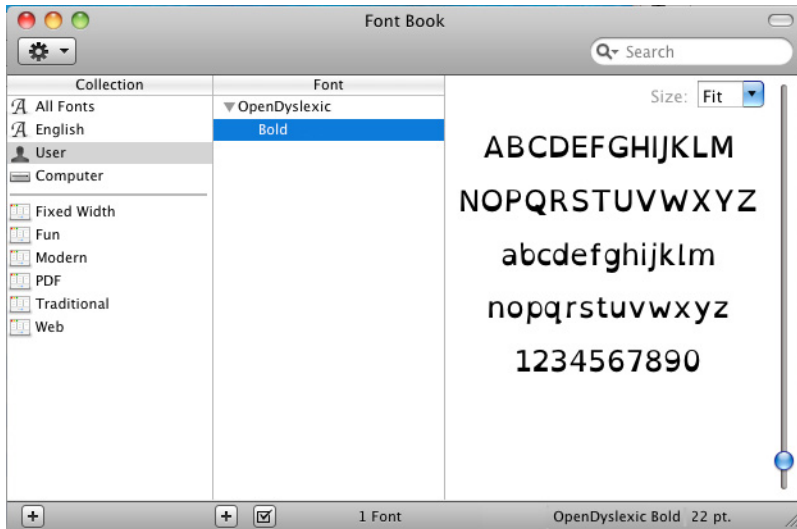 Font Book
Search
Collection
All Fonts
English
User
Computer
Fixed Width
Fun
Modern
PDF
Traditional
Web
Font
OpenDyslexic
Bold
Size: Fit
ABCDEFGHIJKLM
NOPQRSTUVWXYZ
abcdefghijklm
nopqrstuvwxyz
1234567890
1 Font
OpenDyslexic Bold 22 pt.